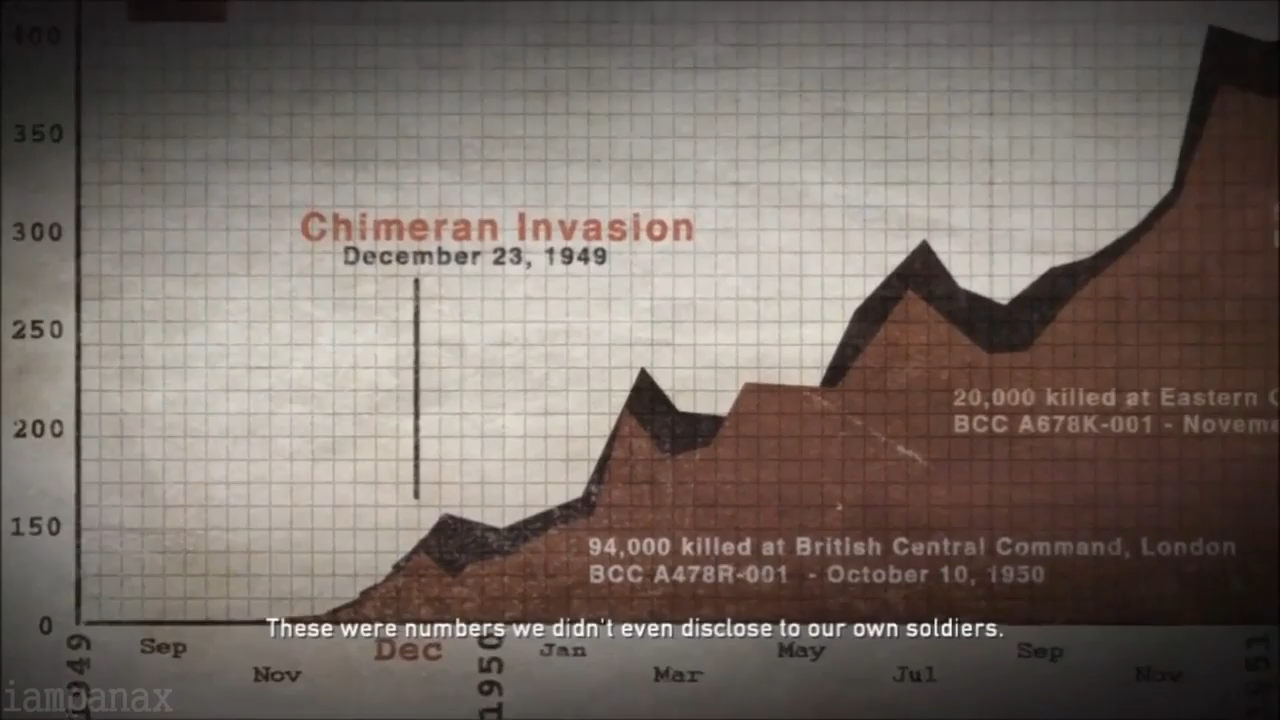 400
350
300
250
200
150
0
Chimeran Invasion
December 23, 1949
20,000 killed at Eastern
BCC A678K-001 - Novem
94,000 killed at British Central Command, London
BCC A478R-001 - October 10, 1950
These were numbers we didn't even disclose to our own soldiers.
1949
Sep
Nov
Dec
1950
Jan
Mar
May
Jul
Sep
Nov
iampanax